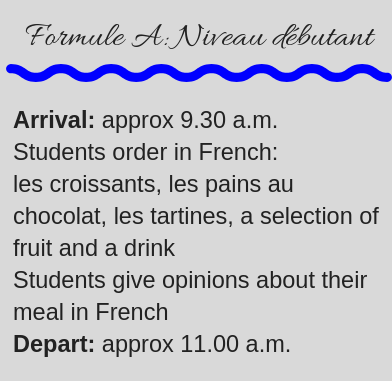 Formule A: Niveau débutant
Arrival: approx 9.30 a.m.
Students order in French:
les croissants, les pains au
chocolat, les tartines, a selection of
fruit and a drink
Students give opinions about their
meal in French
Depart: approx 11.00 a.m.